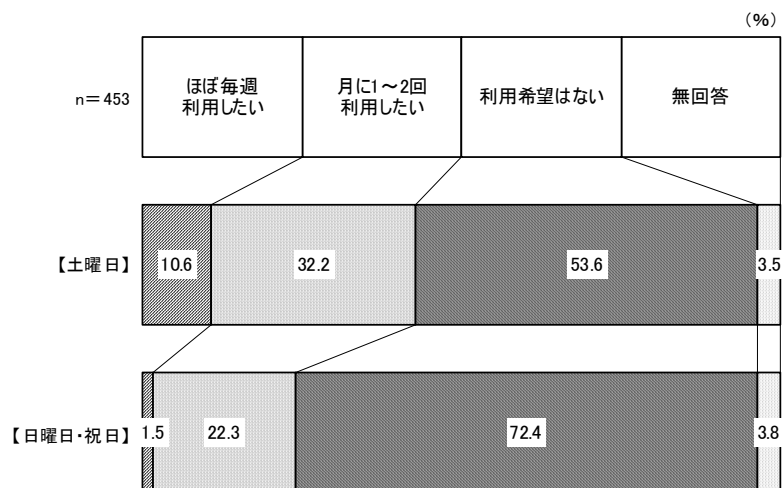 (%)
n＝453
ほぼ毎週
利用したい
月に1～2回
利用したい
利用希望はない
無回答
【土曜日】
10.6
32.2
53.6
3.5
【日曜日・祝日】
1.5
22.3
72.4
3.8